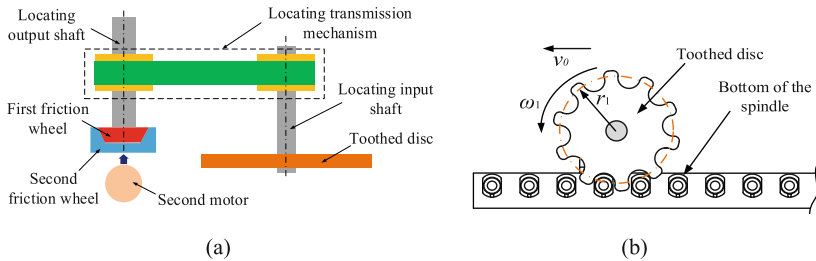 Locating
output shaft
Locating transmission
mechanism
First friction
wheel
Locating input
shaft
Toothed disc
Second
friction wheel
Second motor
(a)
v₀
Toothed disc
ω₁
r₁
Bottom of the
spindle
(b)